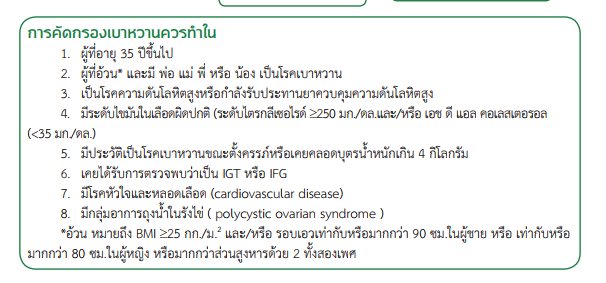 การคัดกรองเบาหวานควรทำใน
1. ผู้ที่อายุ 35 ปีขึ้นไป
2. ผู้ที่อ้วน* และมี พ่อ แม่ พี่ หรือ น้อง เป็นโรคเบาหวาน
3. เป็นโรคความดันโลหิตสูงหรือกำลังรับประทานยาควบคุมความดันโลหิตสูง
4. มีระดับไขมันในเลือดผิดปกติ (ระดับไตรกลีเซอไรด์ ≥250 มก./ดล.และ/หรือ เอช ดี แอล คอเลสเตอรอล
(<35 มก./ดล.)
5. มีประวัติเป็นโรคเบาหวานขณะตั้งครรภ์หรือเคยคลอดบุตรน้ำหนักเกิน 4 กิโลกรัม
6. เคยได้รับการตรวจพบว่าเป็น IGT หรือ IFG
7. มีโรคหัวใจและหลอดเลือด (cardiovascular disease)
8. มีกลุ่มอาการถุงน้ำในรังไข่ ( polycystic ovarian syndrome )
*อ้วน หมายถึง BMI ≥25 กก./ม.² และ/หรือ รอบเอวเท่ากับหรือมากกว่า 90 ซม.ในผู้ชาย หรือ เท่ากับหรือ
มากกว่า 80 ซม.ในผู้หญิง หรือมากกว่าส่วนสูงหารด้วย 2 ทั้งสองเพศ